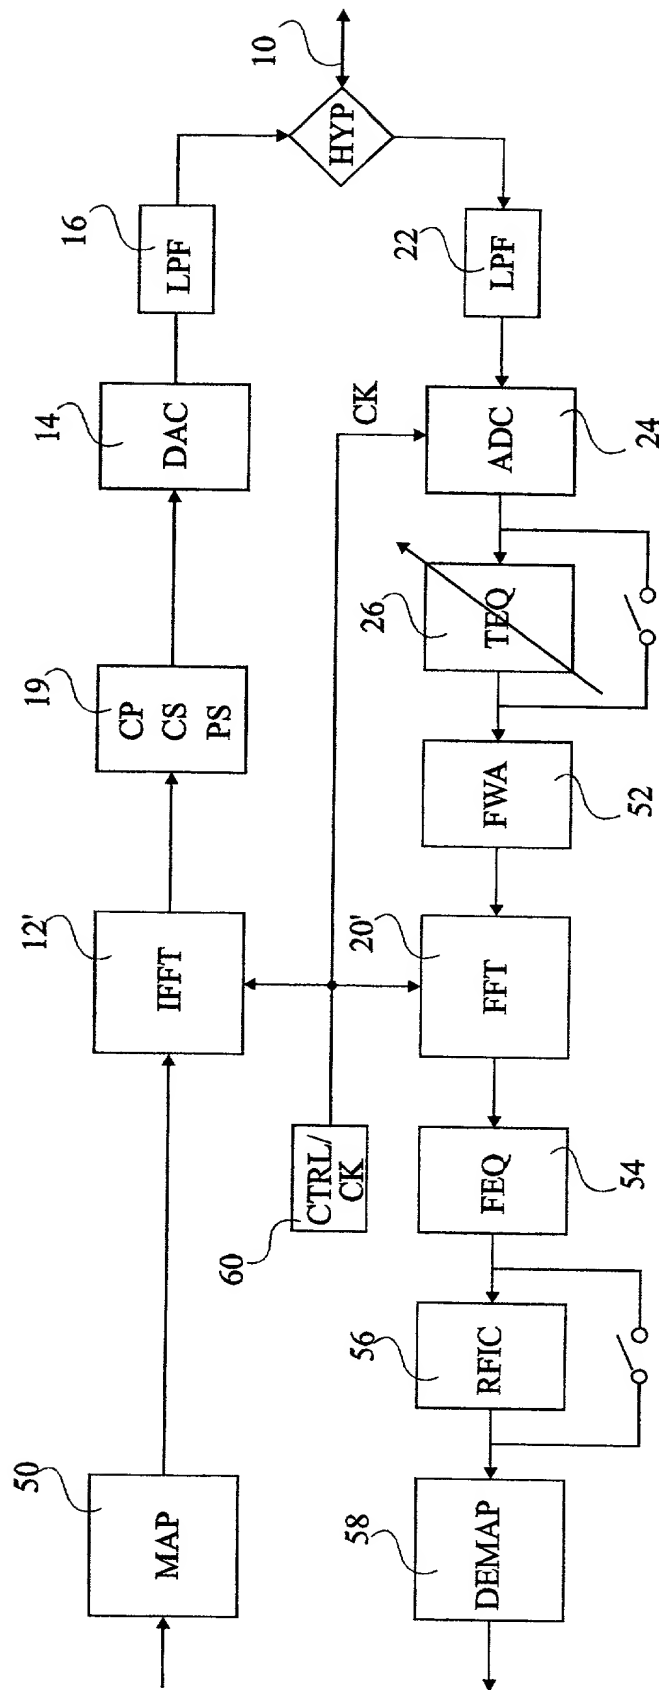 50
MAP
12'
IFFT
19
CP
CS
PS
14
DAC
16
LPF
10
HYP
60
CTRL/
CK
CK
58
DEMAP
56
RFIC
FEQ
54
20'
FFT
FWA
52
26
TEQ
ADC
24
22
LPF